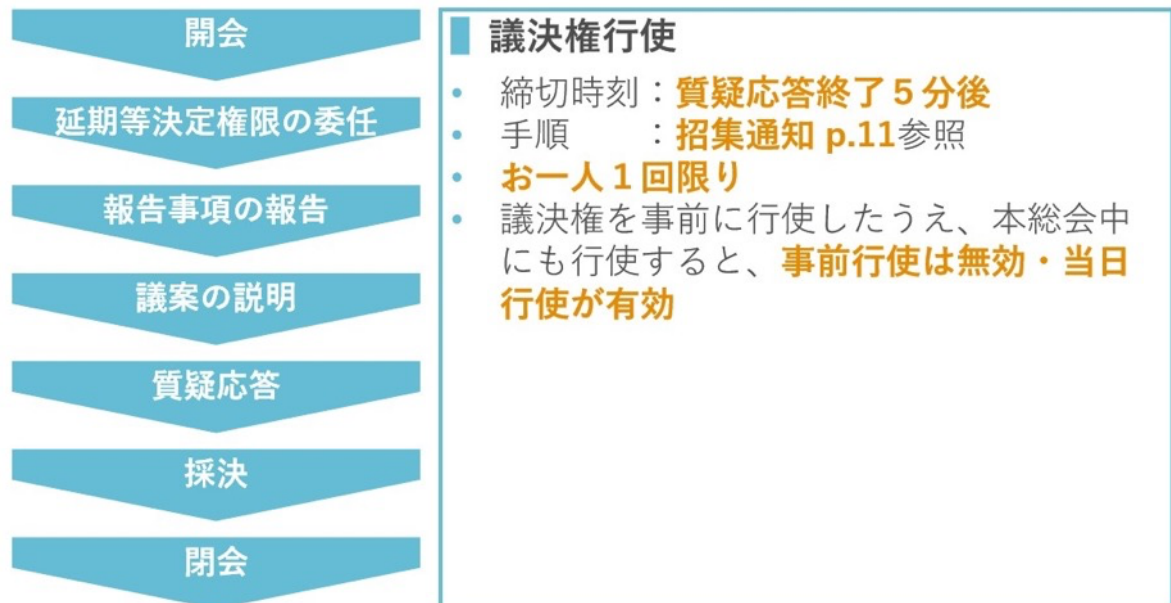 開会
延期等決定権限の委任
報告事項の報告
議案の説明
質疑応答
採決
閉会
議決権行使
• 締切時刻：質疑応答終了５分後
• 手順　　：招集通知 p.11参照
• お一人１回限り
• 議決権を事前に行使したうえ、本総会中
にも行使すると、事前行使は無効・当日
行使が有効